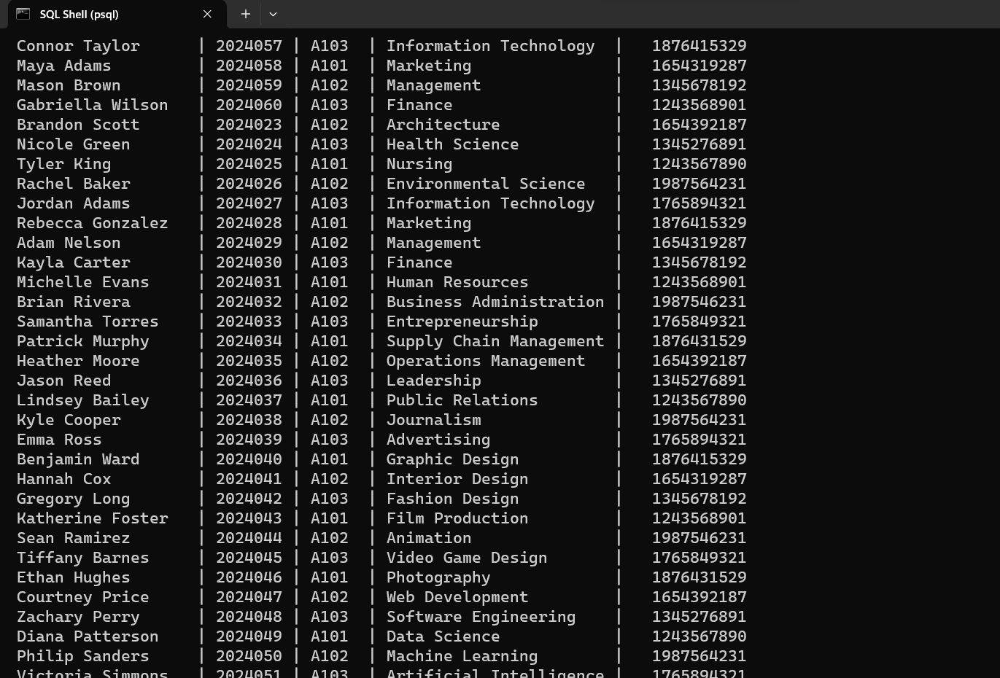 SQL Shell (psql)
Connor Taylor | 2024057 | A103 | Information Technology | 1876415329
Maya Adams | 2024058 | A101 | Marketing | 1654319287
Mason Brown | 2024059 | A102 | Management | 1345678192
Gabriella Wilson | 2024060 | A103 | Finance | 1243568901
Brandon Scott | 2024023 | A102 | Architecture | 1654392187
Nicole Green | 2024024 | A103 | Health Science | 1345276891
Tyler King | 2024025 | A101 | Nursing | 1243567890
Rachel Baker | 2024026 | A102 | Environmental Science | 1987564231
Jordan Adams | 2024027 | A103 | Information Technology | 1765894321
Rebecca Gonzalez | 2024028 | A101 | Marketing | 1876415329
Adam Nelson | 2024029 | A102 | Management | 1654319287
Kayla Carter | 2024030 | A103 | Finance | 1345678192
Michelle Evans | 2024031 | A101 | Human Resources | 1243568901
Brian Rivera | 2024032 | A102 | Business Administration | 1987546231
Samantha Torres | 2024033 | A103 | Entrepreneurship | 1765849321
Patrick Murphy | 2024034 | A101 | Supply Chain Management | 1876431529
Heather Moore | 2024035 | A102 | Operations Management | 1654392187
Jason Reed | 2024036 | A103 | Leadership | 1345276891
Lindsey Bailey | 2024037 | A101 | Public Relations | 1243567890
Kyle Cooper | 2024038 | A102 | Journalism | 1987564231
Emma Ross | 2024039 | A103 | Advertising | 1765894321
Benjamin Ward | 2024040 | A101 | Graphic Design | 1876415329
Hannah Cox | 2024041 | A102 | Interior Design | 1654319287
Gregory Long | 2024042 | A103 | Fashion Design | 1345678192
Katherine Foster | 2024043 | A101 | Film Production | 1243568901
Sean Ramirez | 2024044 | A102 | Animation | 1987546231
Tiffany Barnes | 2024045 | A103 | Video Game Design | 1765849321
Ethan Hughes | 2024046 | A101 | Photography | 1876431529
Courtney Price | 2024047 | A102 | Web Development | 1654392187
Zachary Perry | 2024048 | A103 | Software Engineering | 1345276891
Diana Patterson | 2024049 | A101 | Data Science | 1243567890
Philip Sanders | 2024050 | A102 | Machine Learning | 1987564231
Victoria Simmons | 2024051 | A103 | Artificial Intelligence | 1765894321